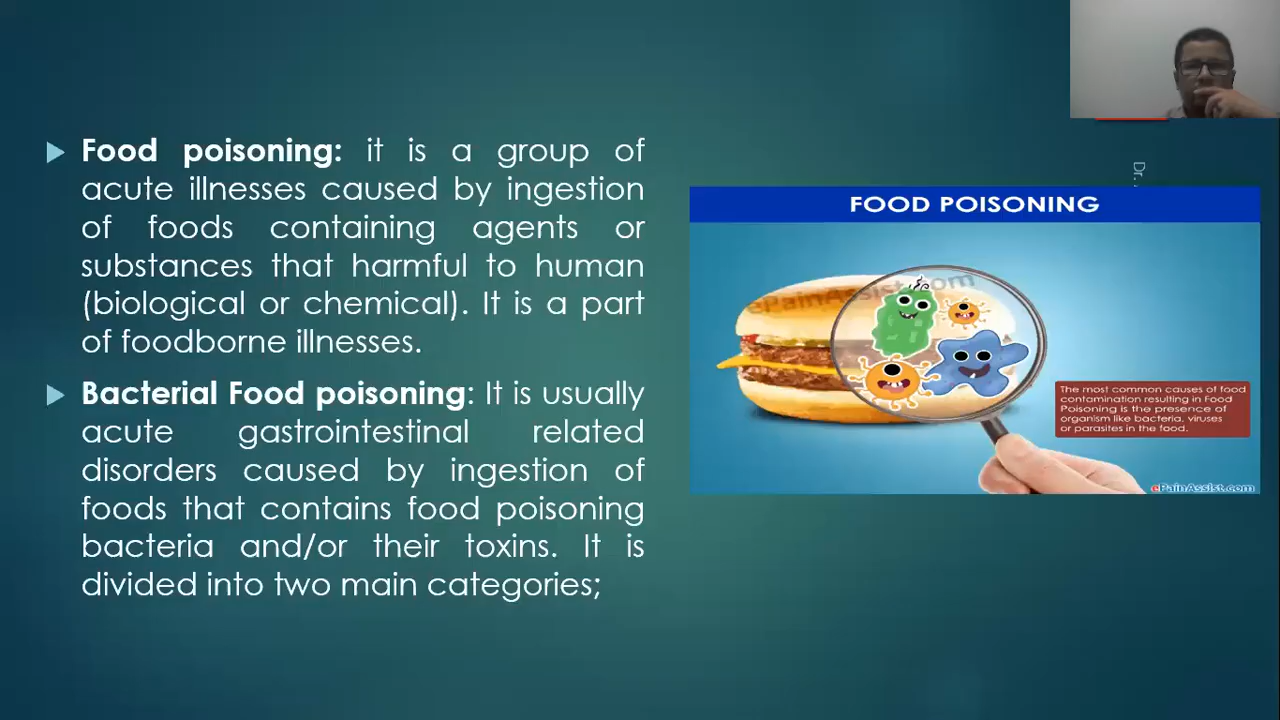 Food poisoning: it is a group of
acute illnesses caused by ingestion
of foods containing agents or
substances that harmful to human
(biological or chemical). It is a part
of foodborne illnesses.
Bacterial Food poisoning: It is usually
acute gastrointestinal related
disorders caused by ingestion of
foods that contains food poisoning
bacteria and/or their toxins. It is
divided into two main categories;
Dr.
FOOD POISONING
ePainAssist.com
The most common causes of food
contamination resulting in Food
Poisoning is the presence of
organism like bacteria, viruses
or parasites in the food.
ePainAssist.com